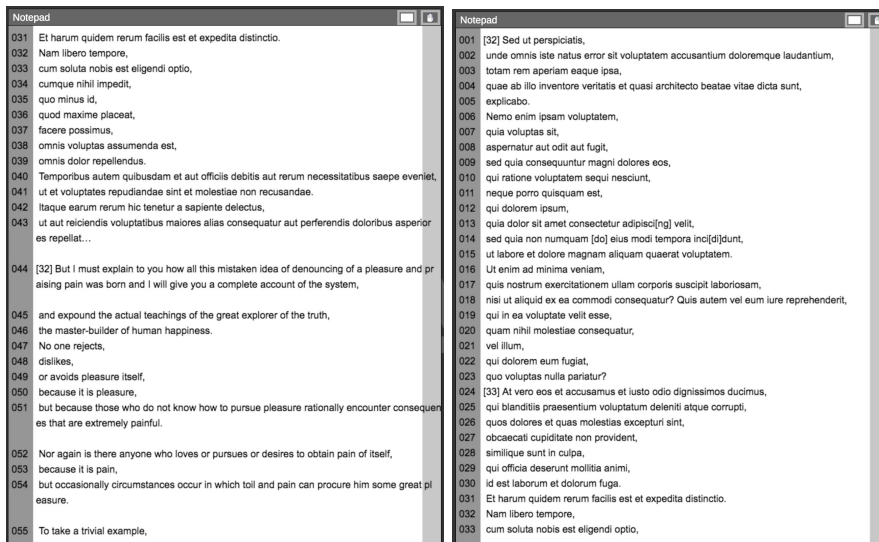 Notepad
031 Et harum quidem rerum facilis est et expedita distinctio.
032 Nam libero tempore,
033 cum soluta nobis est eligendi optio,
034 cumque nihil impedit,
035 quo minus id,
036 quod maxime placeat,
037 facere possimus,
038 omnis voluptas assumenda est,
039 omnis dolor repellendus.
040 Temporibus autem quibusdam et aut officiis debitis aut rerum necessitatibus saepe eveniet,
041 ut et voluptates repudiandae sint et molestiae non recusandae.
042 Itaque earum rerum hic tenetur a sapiente delectus,
043 ut aut reiciendis voluptatibus maiores alias consequatur aut perferendis doloribus asperior
es repellat…
044 [32] But I must explain to you how all this mistaken idea of denouncing of a pleasure and pr
aising pain was born and I will give you a complete account of the system,
045 and expound the actual teachings of the great explorer of the truth,
046 the master-builder of human happiness.
047 No one rejects,
048 dislikes,
049 or avoids pleasure itself,
050 because it is pleasure,
051 but because those who do not know how to pursue pleasure rationally encounter consequen
es that are extremely painful.
052 Nor again is there anyone who loves or pursues or desires to obtain pain of itself,
053 because it is pain,
054 but occasionally circumstances occur in which toil and pain can procure him some great pl
easure.
055 To take a trivial example,
Notepad
001 [32] Sed ut perspiciatis,
002 unde omnis iste natus error sit voluptatem accusantium doloremque laudantium,
003 totam rem aperiam eaque ipsa,
004 quae ab illo inventore veritatis et quasi architecto beatae vitae dicta sunt,
005 explicabo.
006 Nemo enim ipsam voluptatem,
007 quia voluptas sit,
008 aspernatur aut odit aut fugit,
009 sed quia consequuntur magni dolores eos,
010 qui ratione voluptatem sequi nesciunt,
011 neque porro quisquam est,
012 qui dolorem ipsum,
013 quia dolor sit amet consectetur adipisci[ng] velit,
014 sed quia non numquam [do] eius modi tempora inci[di]dunt,
015 ut labore et dolore magnam aliquam quaerat voluptatem.
016 Ut enim ad minima veniam,
017 quis nostrum exercitationem ullam corporis suscipit laboriosam,
018 nisi ut aliquid ex ea commodi consequatur? Quis autem vel eum iure reprehenderit,
019 qui in ea voluptate velit esse,
020 quam nihil molestiae consequatur,
021 vel illum,
022 qui dolorem eum fugiat,
023 quo voluptas nulla pariatur?
024 [33] At vero eos et accusamus et iusto odio dignissimos ducimus,
025 qui blanditiis praesentium voluptatum deleniti atque corrupti,
026 quos dolores et quas molestias excepturi sint,
027 obcaecati cupiditate non provident,
028 similique sunt in culpa,
029 qui officia deserunt mollitia animi,
030 id est laborum et dolorum fuga.
031 Et harum quidem rerum facilis est et expedita distinctio.
032 Nam libero tempore,
033 cum soluta nobis est eligendi optio,